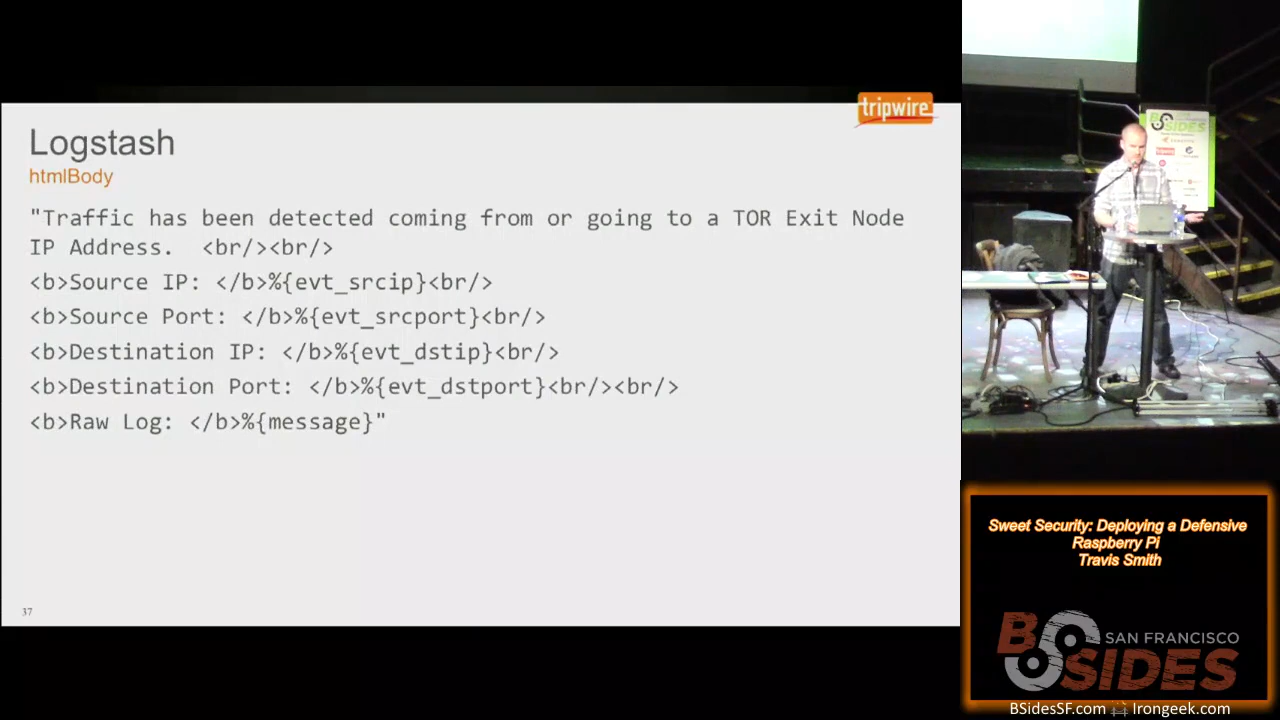 tripwire
Logstash
htmlBody
"Traffic has been detected coming from or going to a TOR Exit Node
IP Address.  <br/><br/>
<b>Source IP: </b>%{evt_srcip}<br/>
<b>Source Port: </b>%{evt_srcport}<br/>
<b>Destination IP: </b>%{evt_dstip}<br/>
<b>Destination Port: </b>%{evt_dstport}<br/><br/>
<b>Raw Log: </b>%{message}"
37
BSIDES
Sweet Security: Deploying a Defensive
Raspberry Pi
Travis Smith
BSIDES
SAN FRANCISCO
BSidesSF.com Irongeek.com